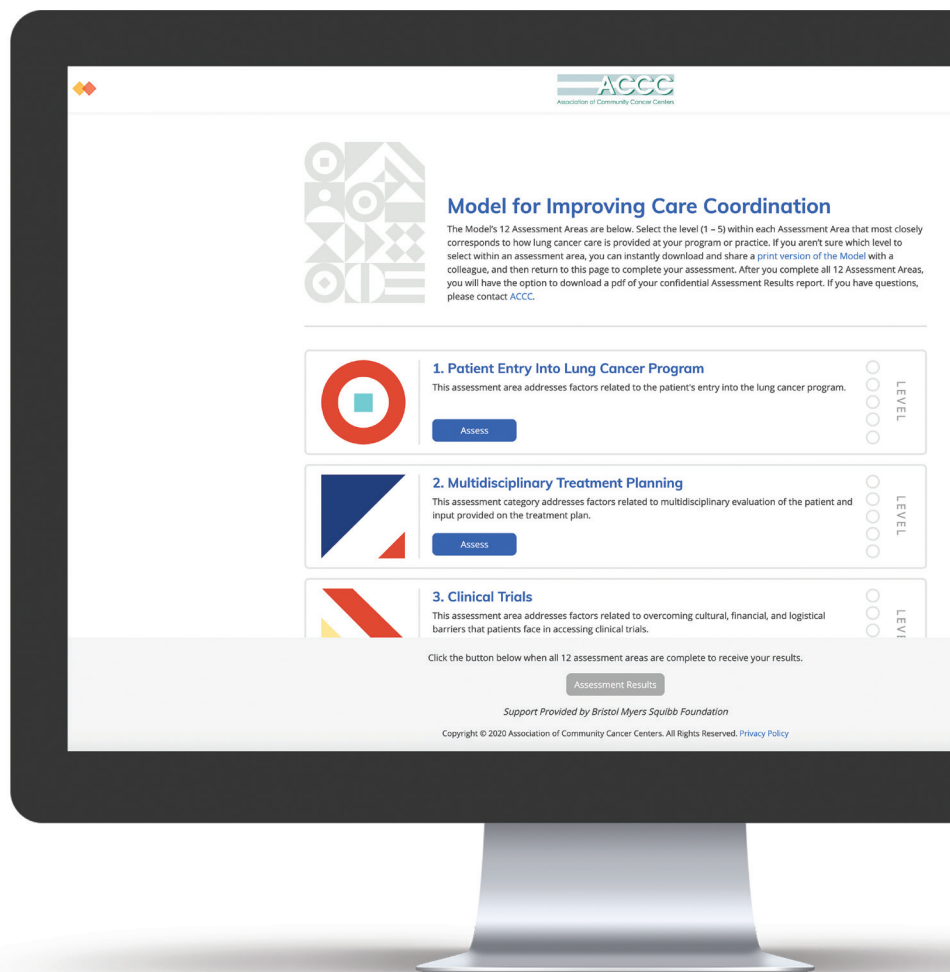 ACCC
Association of Community Cancer Centers
Model for Improving Care Coordination
The Model's 12 Assessment Areas are below. Select the level (1 – 5) within each Assessment Area that most closely
corresponds to how lung cancer care is provided at your program or practice. If you aren't sure which level to
select within an assessment area, you can instantly download and share a print version of the Model with a
colleague, and then return to this page to complete your assessment. After you complete all 12 Assessment Areas,
you will have the option to download a pdf of your confidential Assessment Results report. If you have questions,
please contact ACCC.
1. Patient Entry Into Lung Cancer Program
This assessment area addresses factors related to the patient's entry into the lung cancer program.
Assess
LEVEL
2. Multidisciplinary Treatment Planning
This assessment category addresses factors related to multidisciplinary evaluation of the patient and
input provided on the treatment plan.
Assess
LEVEL
3. Clinical Trials
This assessment area addresses factors related to overcoming cultural, financial, and logistical
barriers that patients face in accessing clinical trials.
LEVE
Click the button below when all 12 assessment areas are complete to receive your results.
Assessment Results
Support Provided by Bristol Myers Squibb Foundation
Copyright © 2020 Association of Community Cancer Centers. All Rights Reserved. Privacy Policy